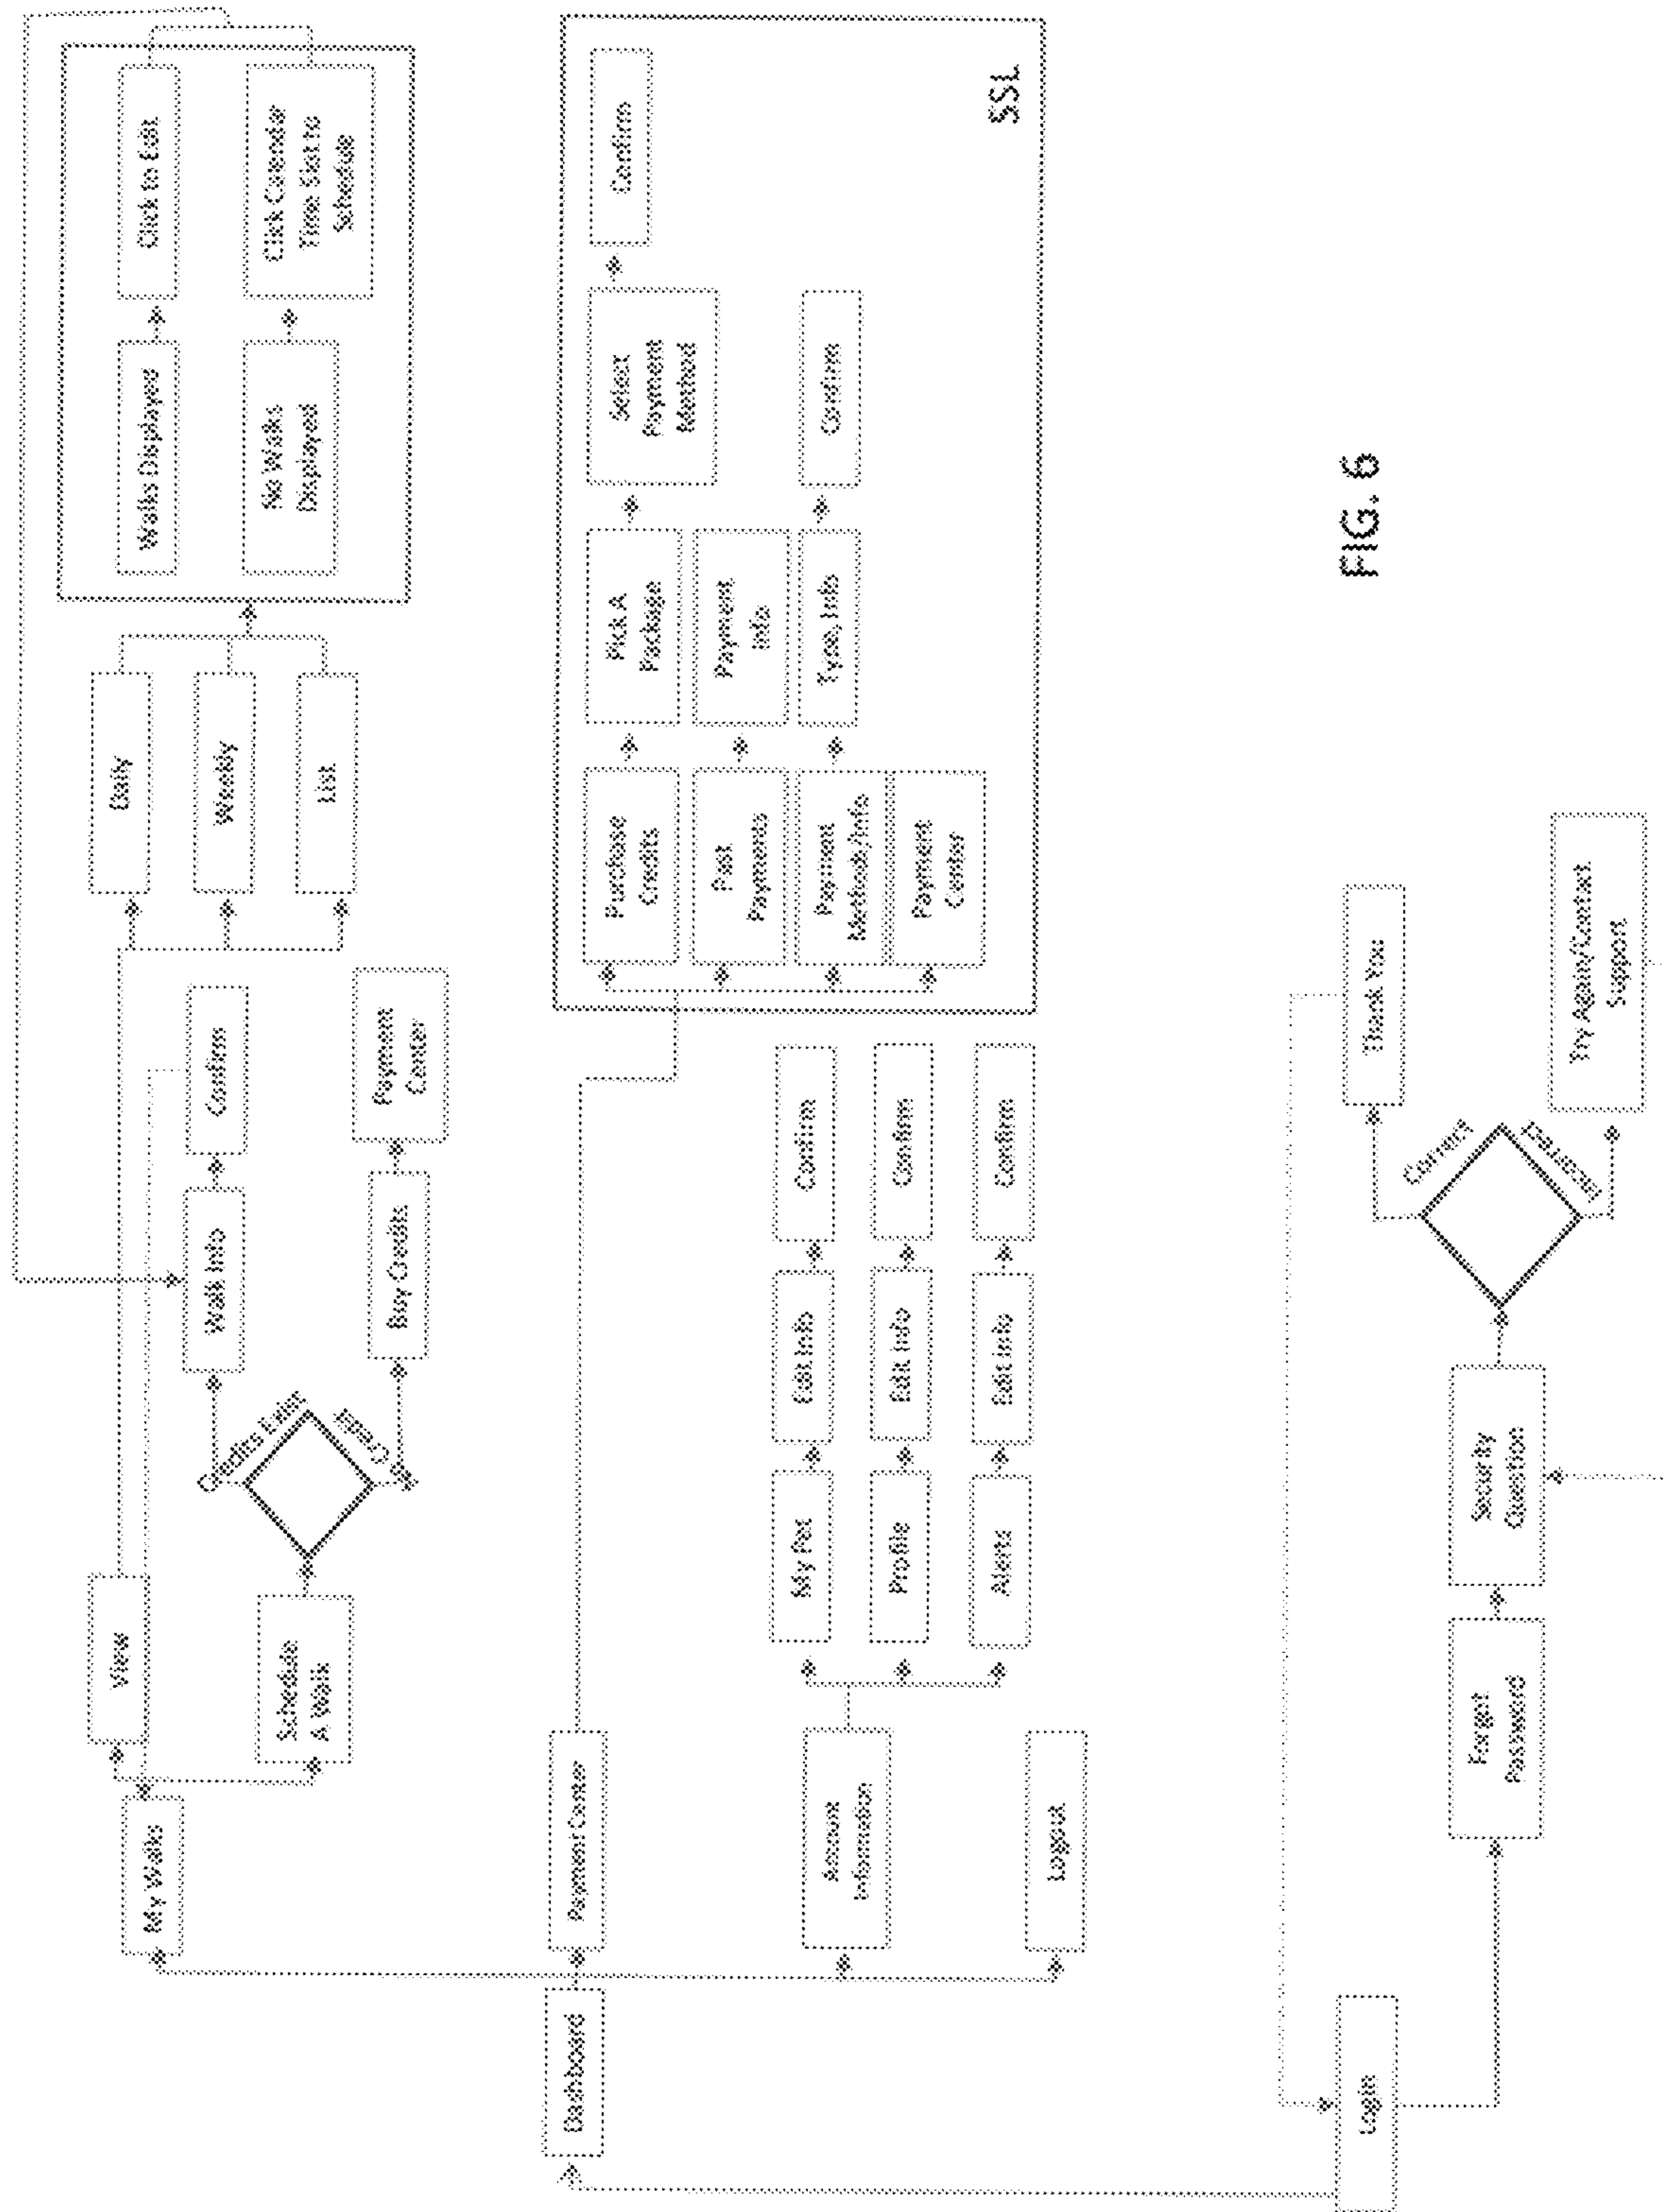 My Walks
View
Schedule
A Walk
Credits Exist
Walk Info
Confirm
Buy Credits
Payment
Center
Daily
Weekly
List
Walks Displayed
Click to Edit
No Walks
Displayed
Click Calendar
Time Slot to
Schedule
Dashboard
Payment Center
Purchase
Credits
Pick A
Package
Select
Payment
Method
Confirm
Past
Payments
Payment
Info
Payment
Methods/Info
Type, Info
Confirm
Payment
Center
SSL
Account
Information
My Pet
Edit Info
Confirm
Profile
Edit Info
Confirm
Alerts
Edit Info
Confirm
Logout
Login
Forgot
Password
Security
Question
Correct
Thank You
Incorrect
Try Again/Contact
Support
FIG. 6